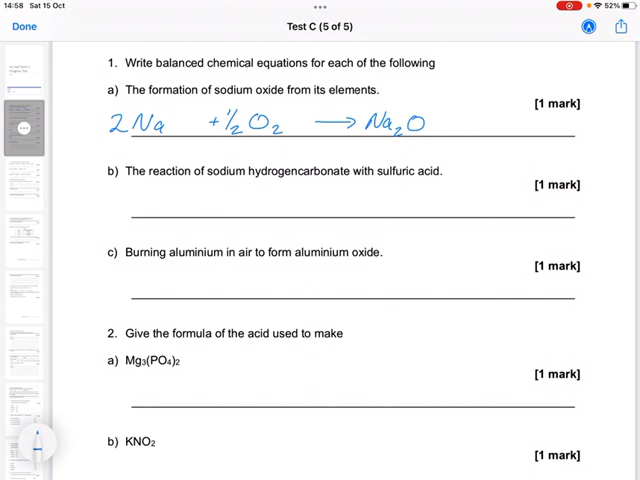 14:58 Sat 15 Oct
52%
Done
Test C (5 of 5)
1. Write balanced chemical equations for each of the following
a) The formation of sodium oxide from its elements.
[1 mark]
2Na + ½O₂ → Na₂O
b) The reaction of sodium hydrogencarbonate with sulfuric acid.
[1 mark]
c) Burning aluminium in air to form aluminium oxide.
[1 mark]
2. Give the formula of the acid used to make
a) Mg₃(PO₄)₂
[1 mark]
b) KNO₂
[1 mark]